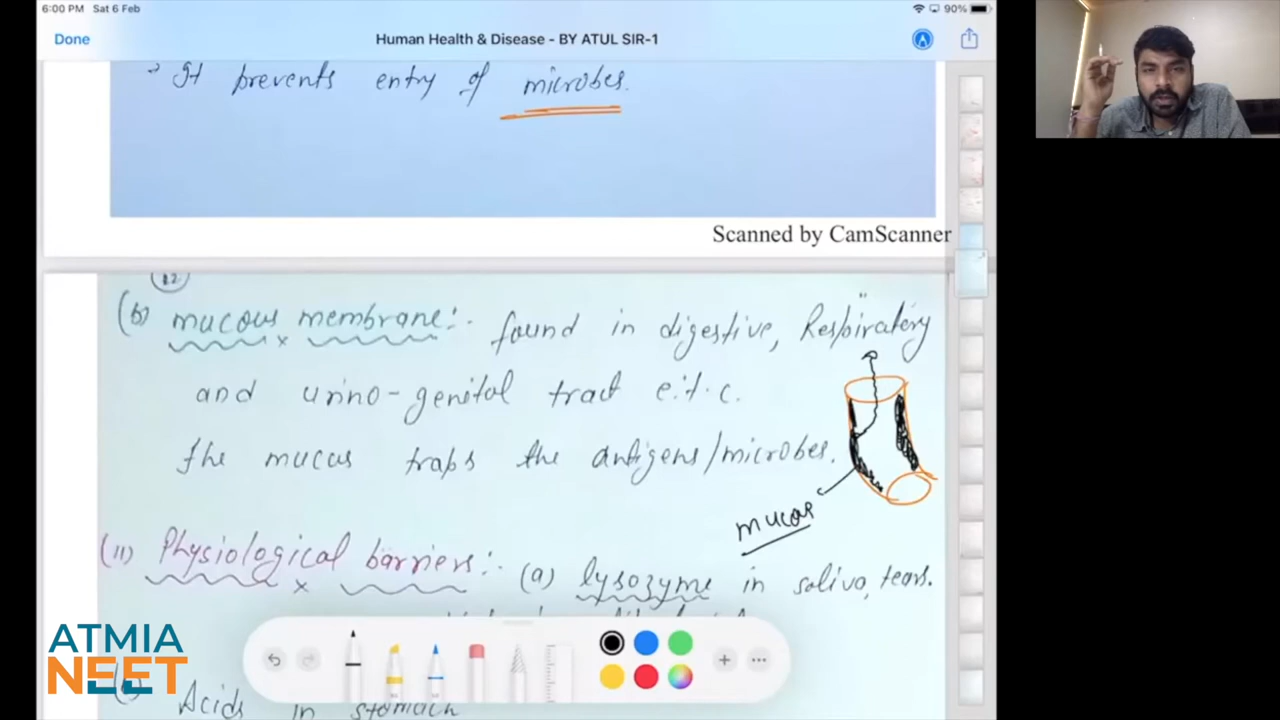 6:00 PM Sat 6 Feb
90%
Done
Human Health & Disease - BY ATUL SIR-1
→ It prevents entry of microbes.
Scanned by CamScanner
12
(b) mucous membrane:- found in digestive, Respiratory
and urino-genital tract e.t.c.
The mucus traps the antigens/microbes.
mucos
(II) Physiological barriers:- (a) lysozyme in saliva, tears.
Acids in stomach
ATMIA
NEET